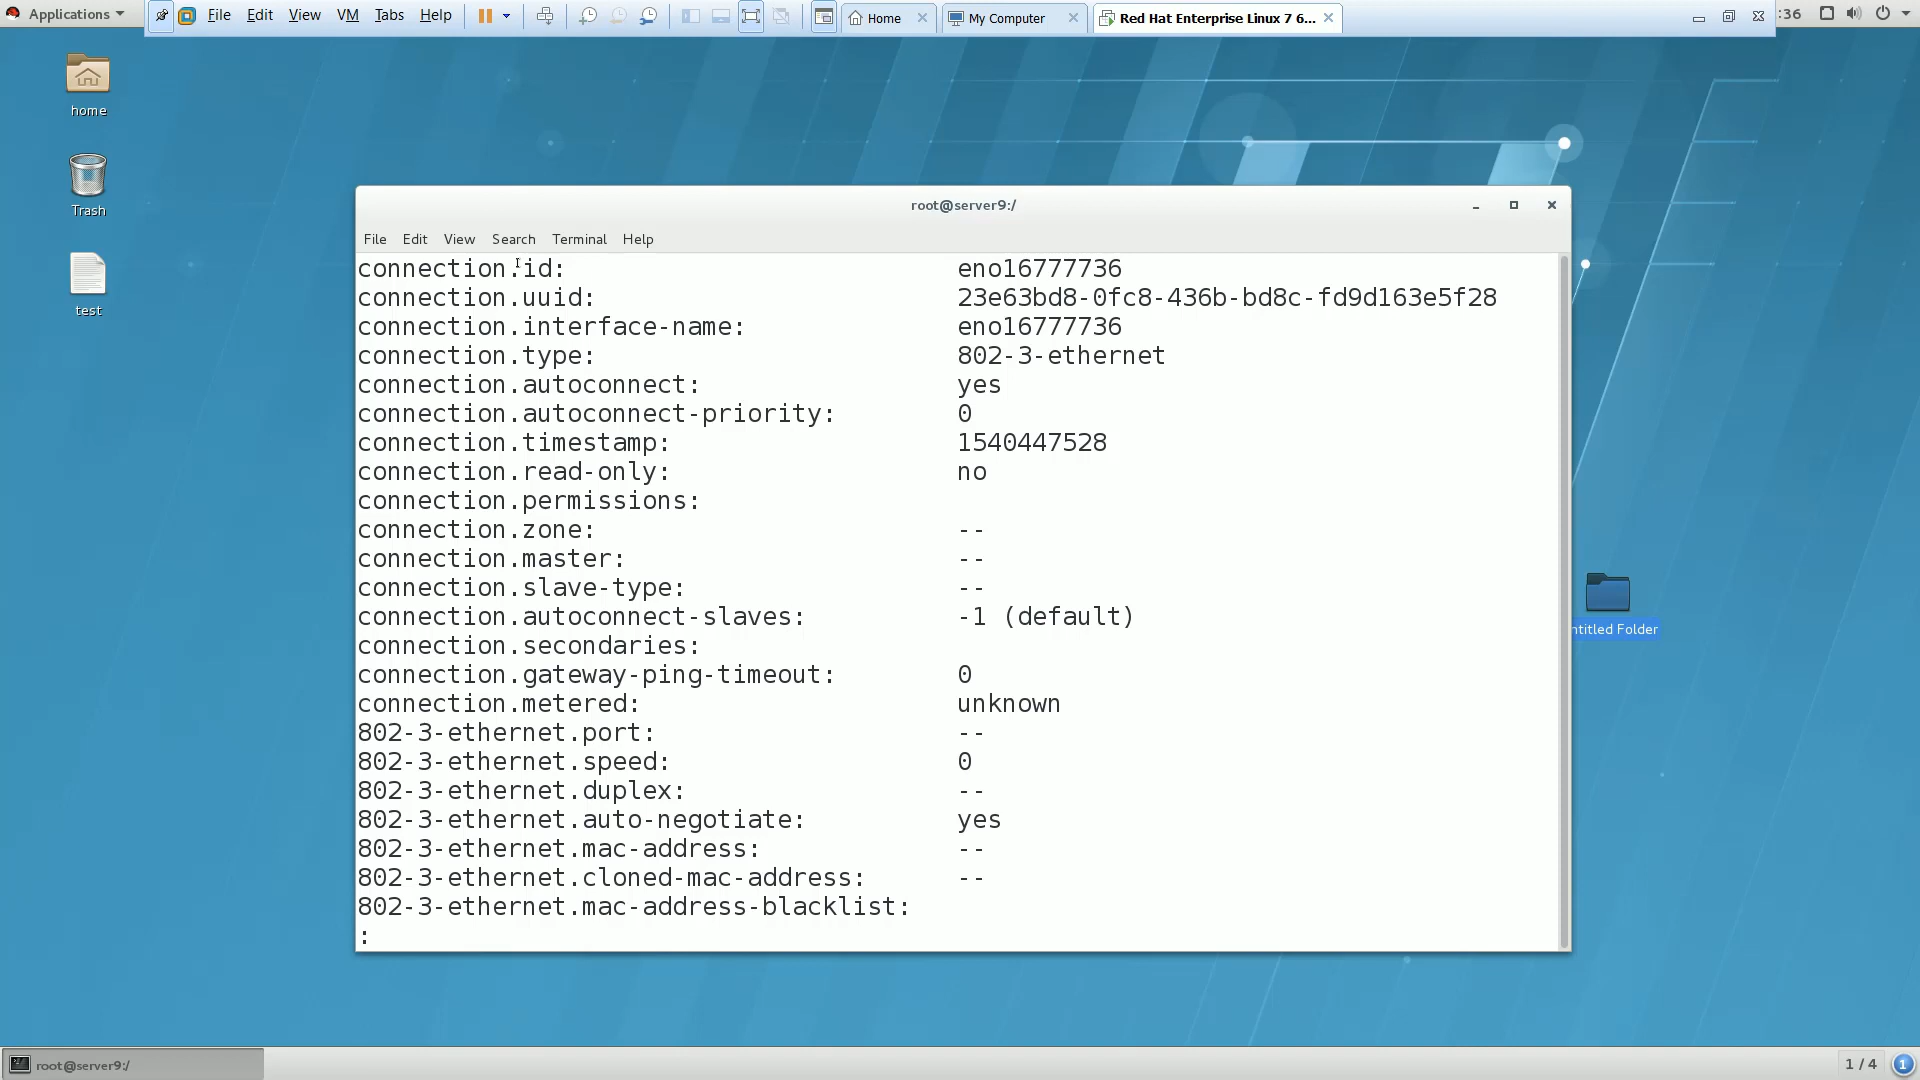 Applications
File Edit View VM Tabs Help
Home
My Computer
Red Hat Enterprise Linux 7 6...
:36
home
Trash
test
root@server9:/
File Edit View Search Terminal Help
connection.id: eno16777736
connection.uuid: 23e63bd8-0fc8-436b-bd8c-fd9d163e5f28
connection.interface-name: eno16777736
connection.type: 802-3-ethernet
connection.autoconnect: yes
connection.autoconnect-priority: 0
connection.timestamp: 1540447528
connection.read-only: no
connection.permissions:
connection.zone: --
connection.master: --
connection.slave-type: --
connection.autoconnect-slaves: -1 (default)
connection.secondaries:
connection.gateway-ping-timeout: 0
connection.metered: unknown
802-3-ethernet.port: --
802-3-ethernet.speed: 0
802-3-ethernet.duplex: --
802-3-ethernet.auto-negotiate: yes
802-3-ethernet.mac-address: --
802-3-ethernet.cloned-mac-address: --
802-3-ethernet.mac-address-blacklist:
:
ntitled Folder
root@server9:/
1 / 4
1